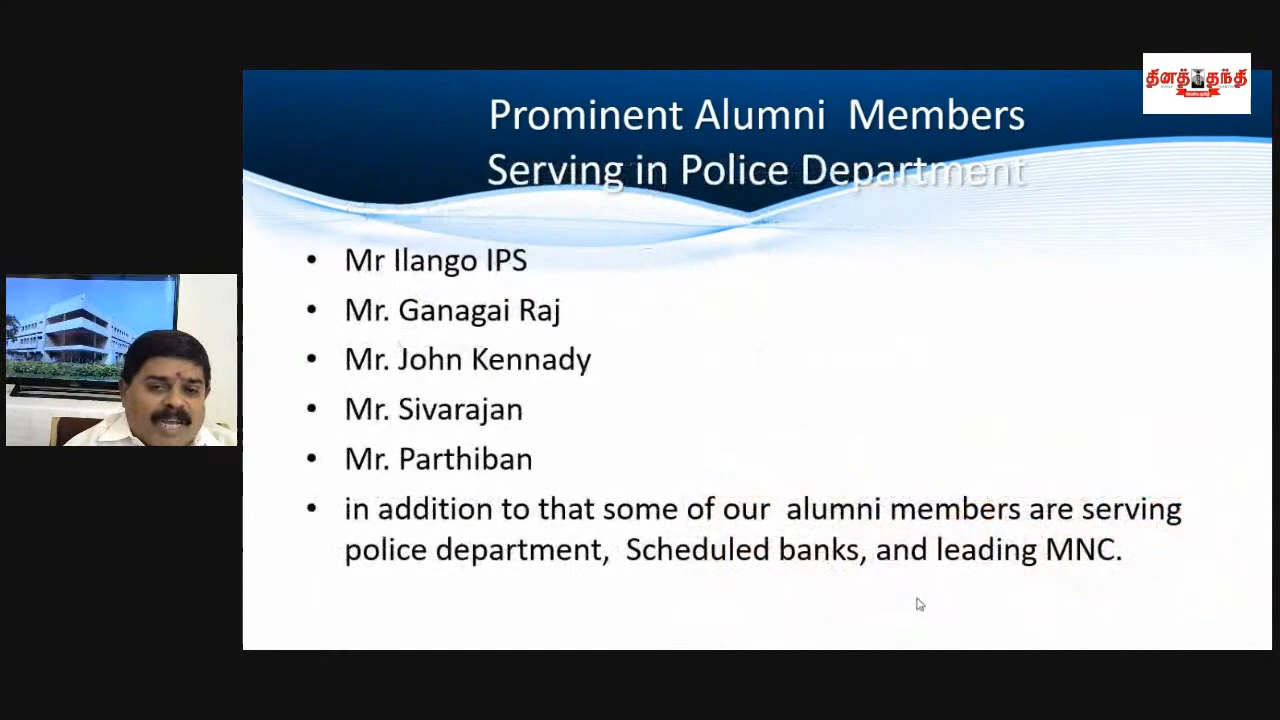 தினத்தந்தி
Prominent Alumni Members
Serving in Police Department
• Mr Ilango IPS
• Mr. Ganagai Raj
• Mr. John Kennady
• Mr. Sivarajan
• Mr. Parthiban
• in addition to that some of our alumni members are serving
police department, Scheduled banks, and leading MNC.